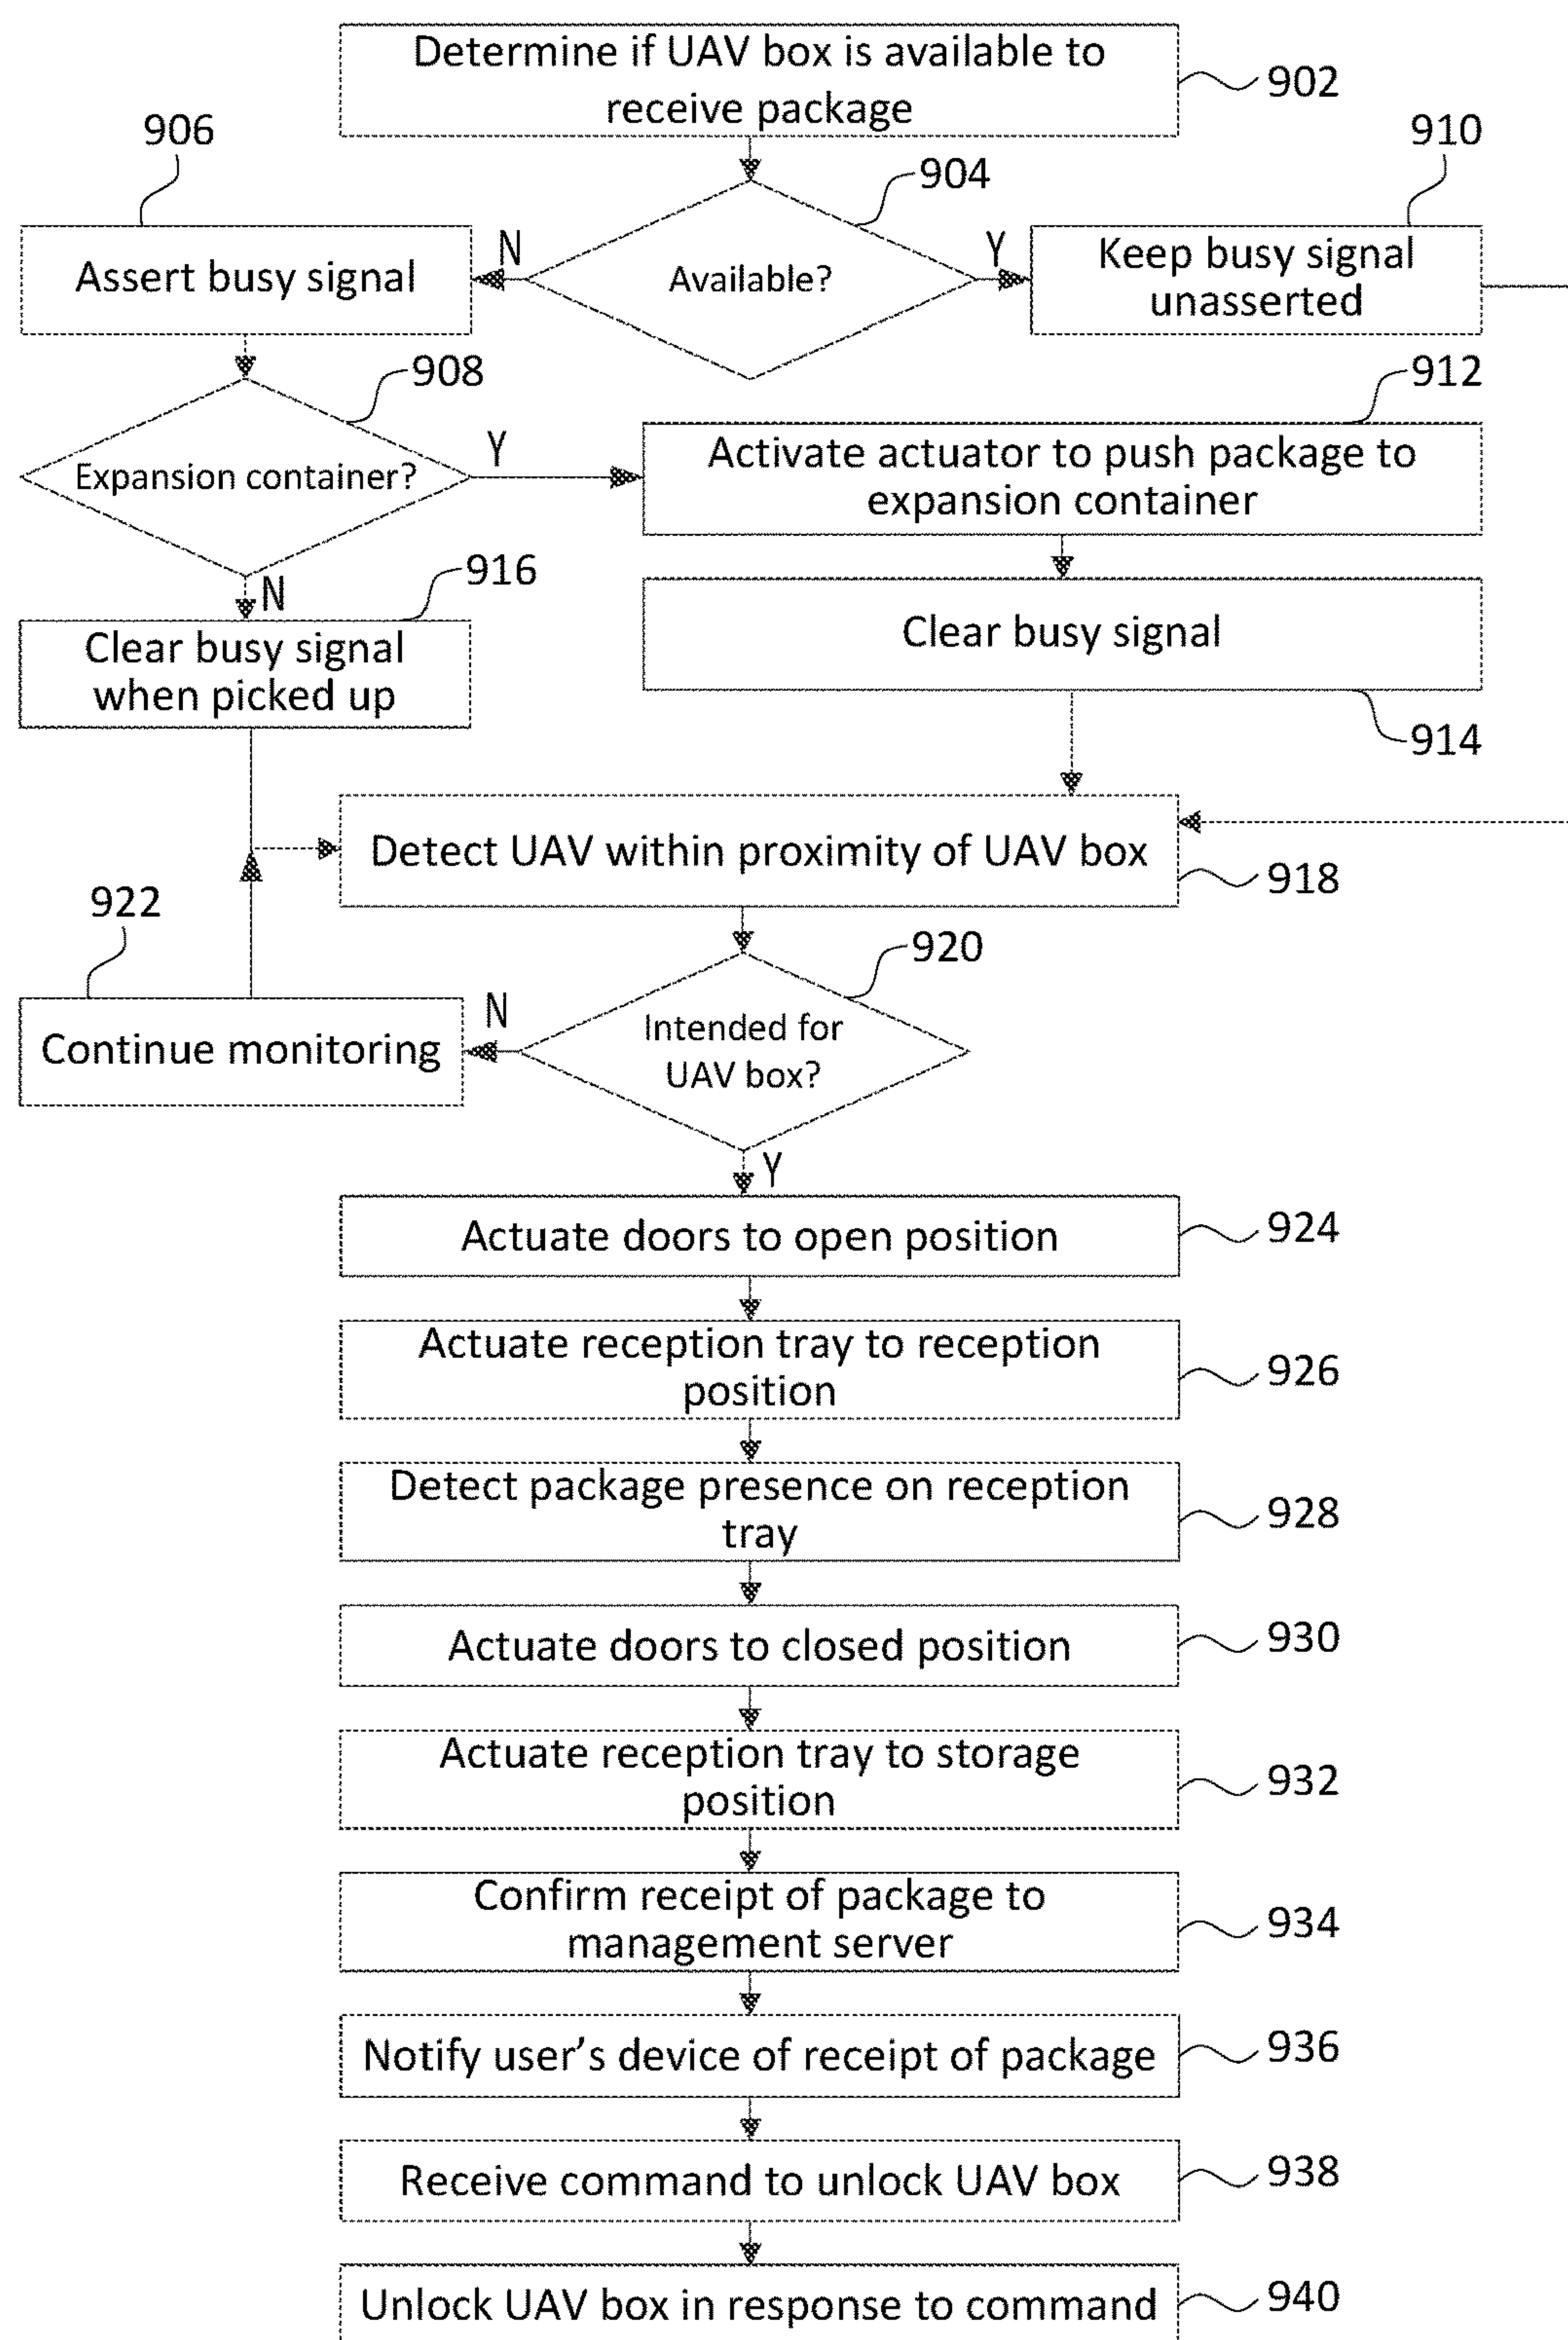 Determine if UAV box is available to
receive package
902
906
910
904
N
Y
Assert busy signal
Available?
Keep busy signal
unasserted
908
912
Y
Expansion container?
Activate actuator to push package to
expansion container
916
N
Clear busy signal
when picked up
Clear busy signal
914
Detect UAV within proximity of UAV box
918
922
920
N
Continue monitoring
Intended for
UAV box?
Y
Actuate doors to open position
924
Actuate reception tray to reception
position
926
Detect package presence on reception
tray
928
Actuate doors to closed position
930
Actuate reception tray to storage
position
932
Confirm receipt of package to
management server
934
Notify user’s device of receipt of package
936
Receive command to unlock UAV box
938
Unlock UAV box in response to command
940